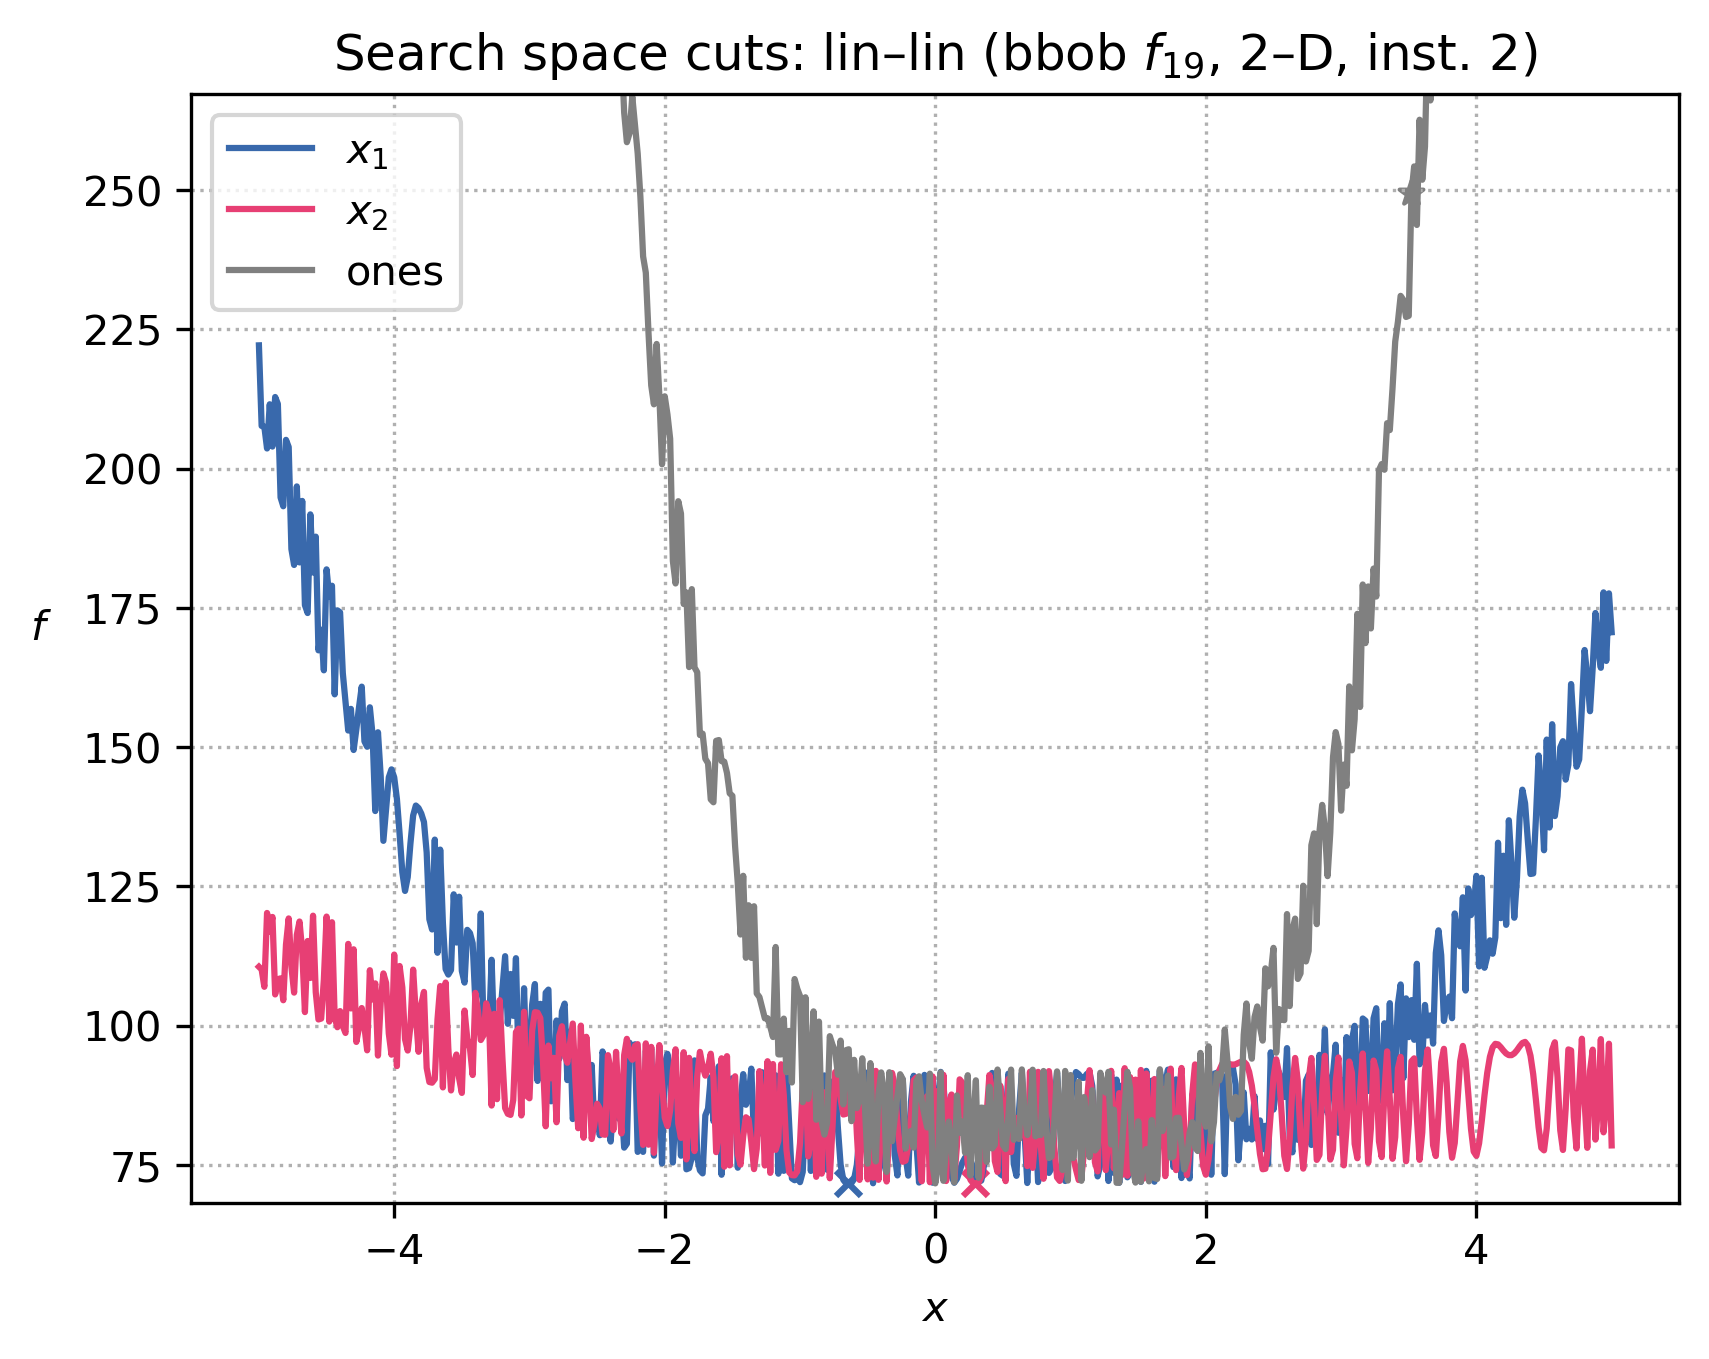 Search space cuts: lin–lin (bbob f₁₉, 2–D, inst. 2)
x₁
x₂
ones
250
225
200
175
150
125
100
75
f
−4
−2
0
2
4
x